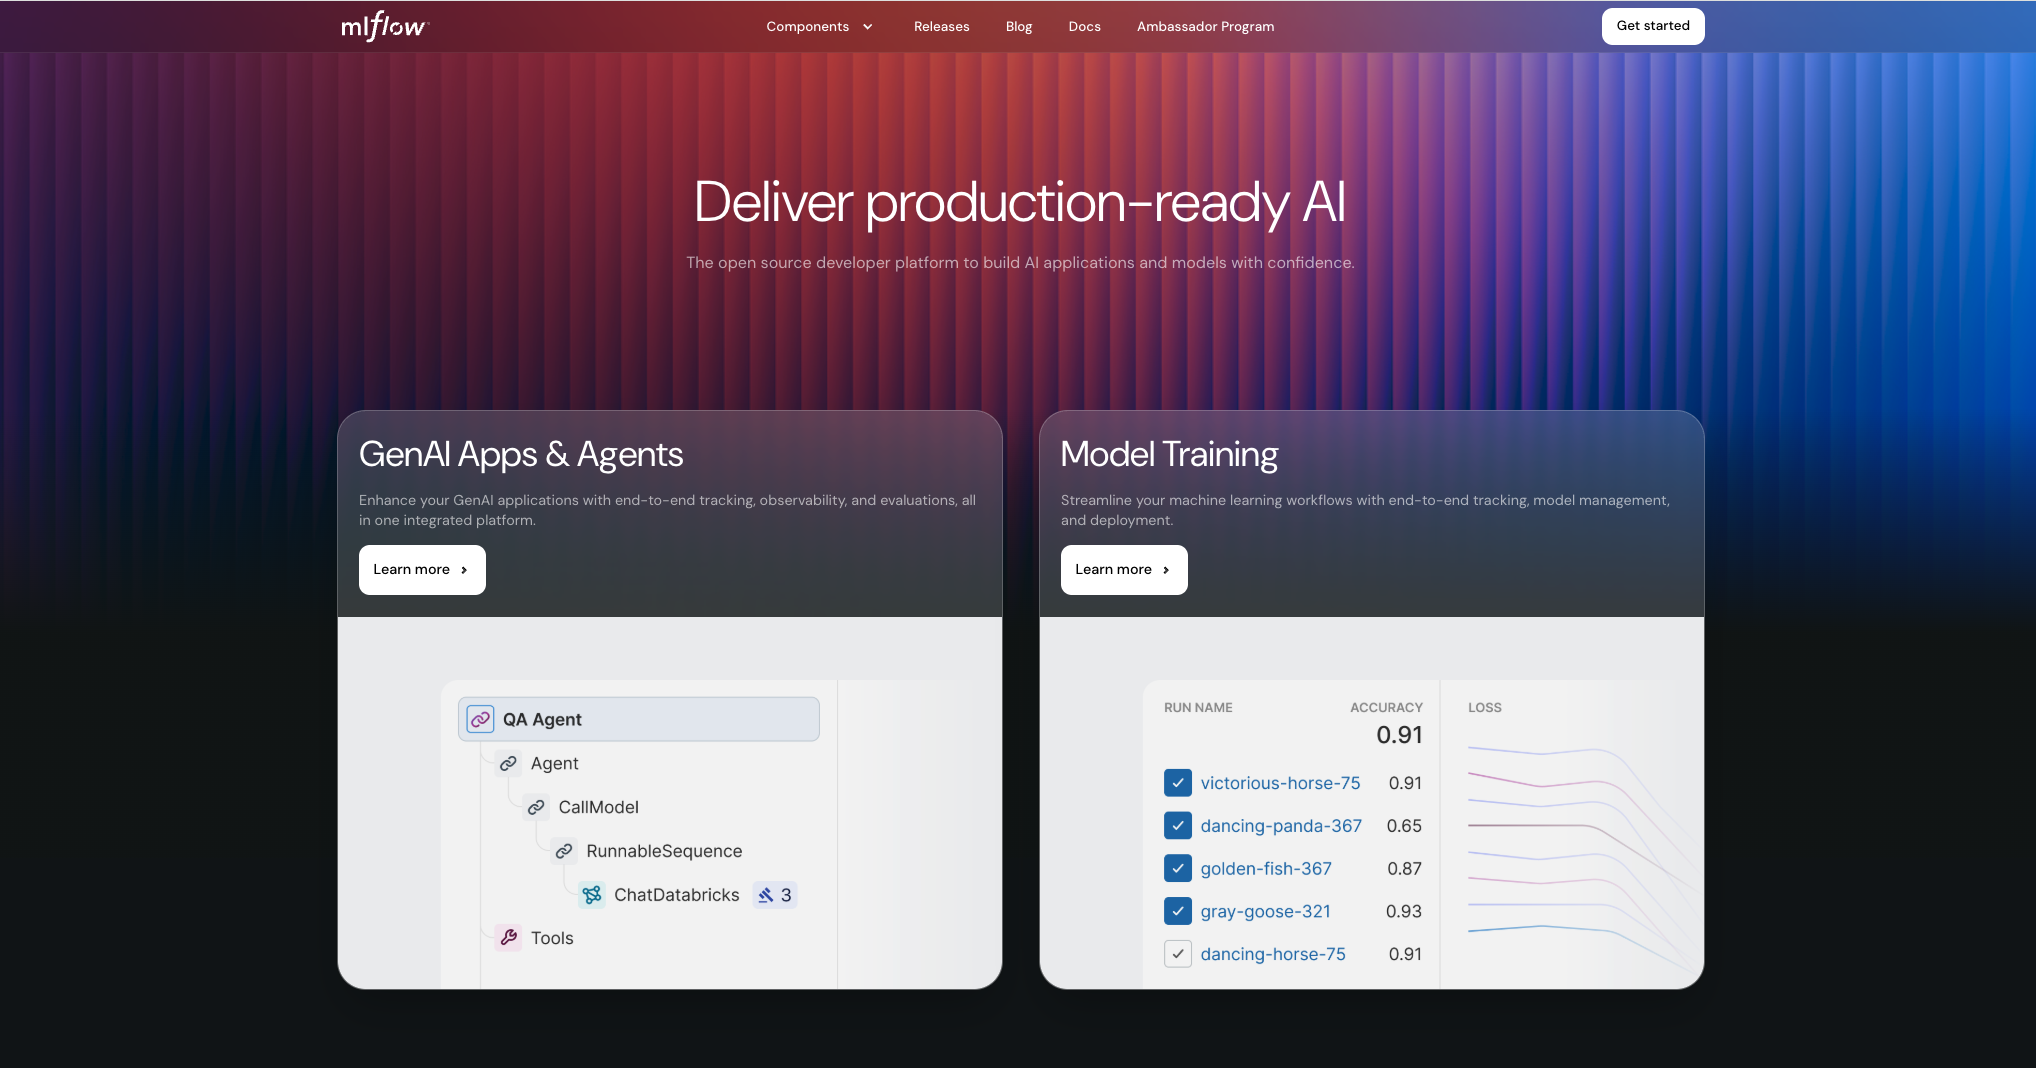 mlflow
Components
Releases
Blog
Docs
Ambassador Program
Get started
Deliver production-ready AI
The open source developer platform to build AI applications and models with confidence.
GenAI Apps & Agents
Enhance your GenAI applications with end-to-end tracking, observability, and evaluations, all
in one integrated platform.
Learn more
QA Agent
Agent
CallModel
RunnableSequence
ChatDatabricks 3
Tools
Model Training
Streamline your machine learning workflows with end-to-end tracking, model management,
and deployment.
Learn more
RUN NAME ACCURACY LOSS
0.91
victorious-horse-75 0.91
dancing-panda-367 0.65
golden-fish-367 0.87
gray-goose-321 0.93
dancing-horse-75 0.91